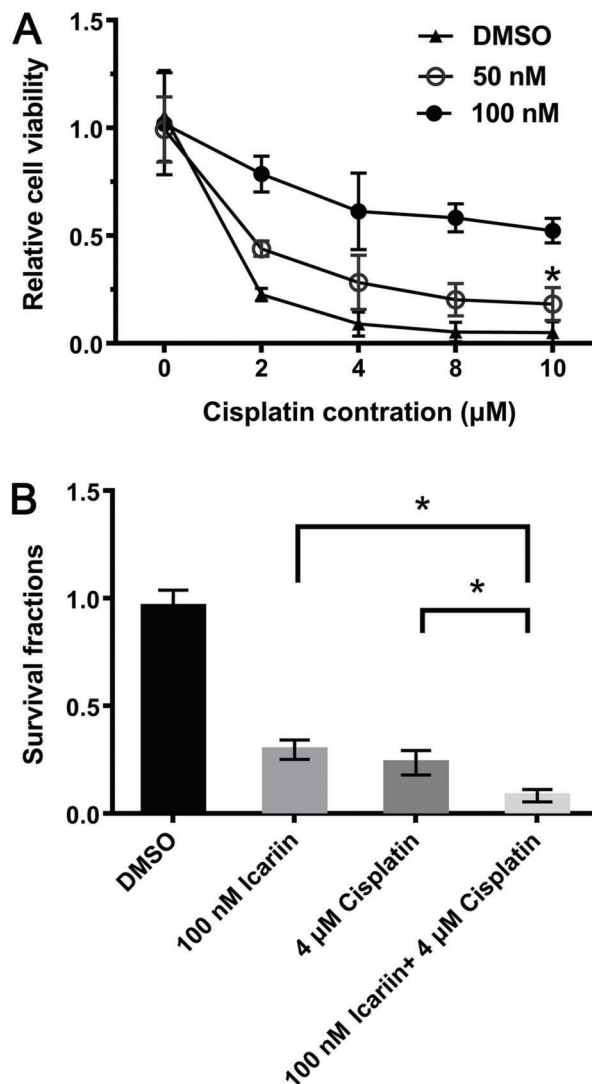 A
1.5
1.0
0.5
0.0
Relative cell viability
DMSO
50 nM
100 nM
*
0 2 4 8 10
Cisplatin contration (μM)
B
1.5
1.0
0.5
0.0
Survival fractions
*
*
DMSO
100 nM Icariin
4 μM Cisplatin
100 nM Icariin+ 4 μM Cisplatin